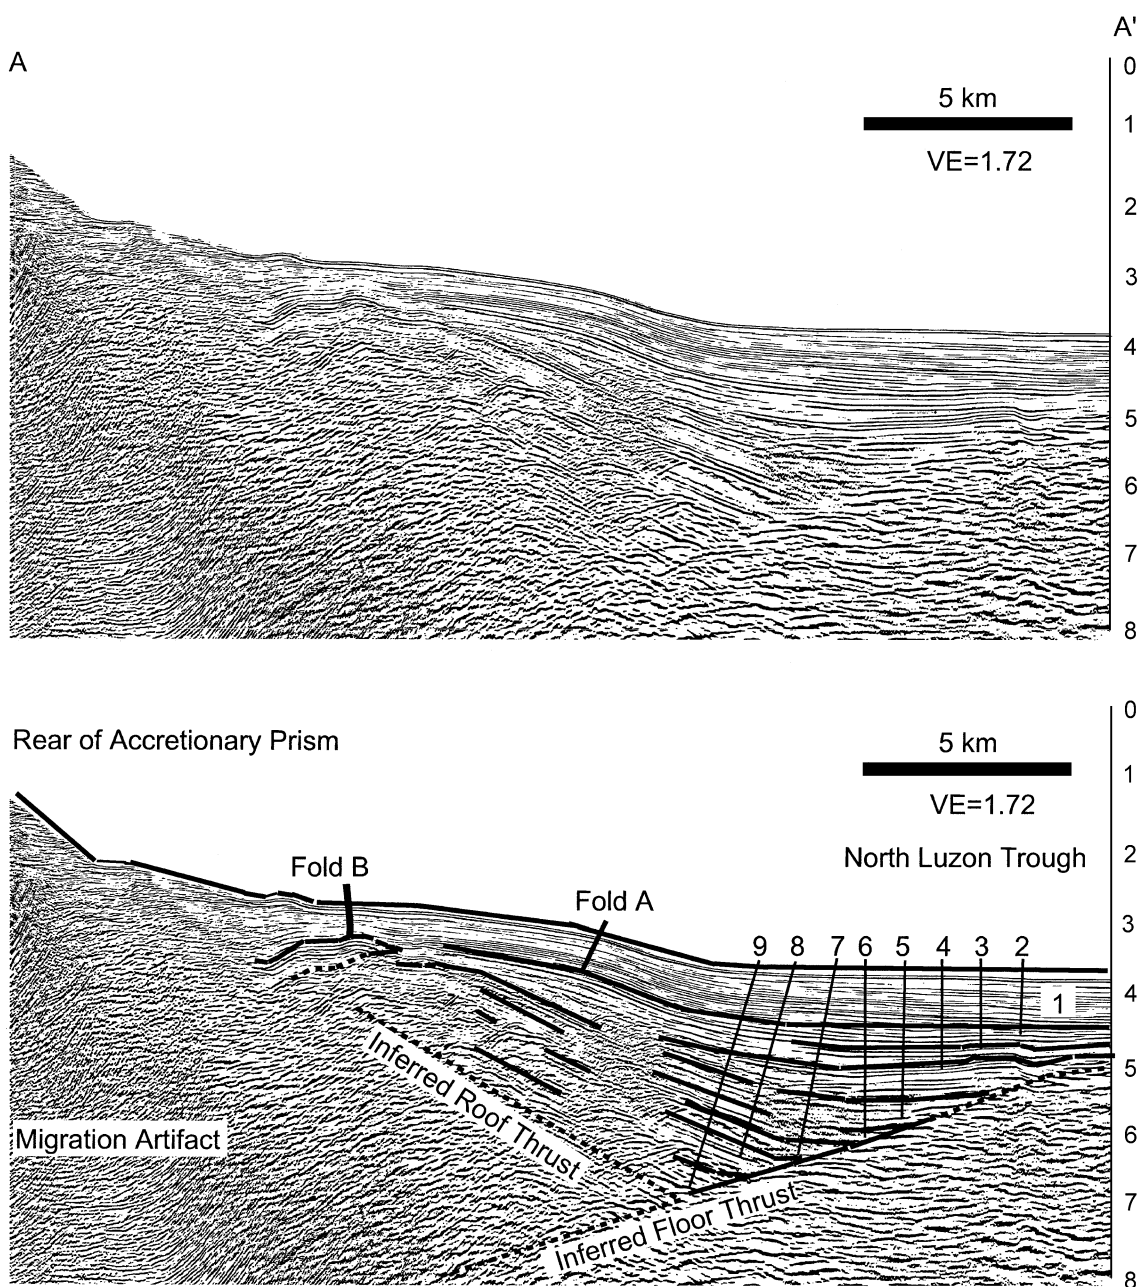 A'
A
0
5 km
1
VE=1.72
2
3
4
5
6
7
8
0
Rear of Accretionary Prism
5 km
1
VE=1.72
North Luzon Trough
2
Fold B
Fold A
3
9 8 7 6 5 4 3 2
1
4
Inferred Roof Thrust
5
Migration Artifact
6
Inferred Floor Thrust
7
8